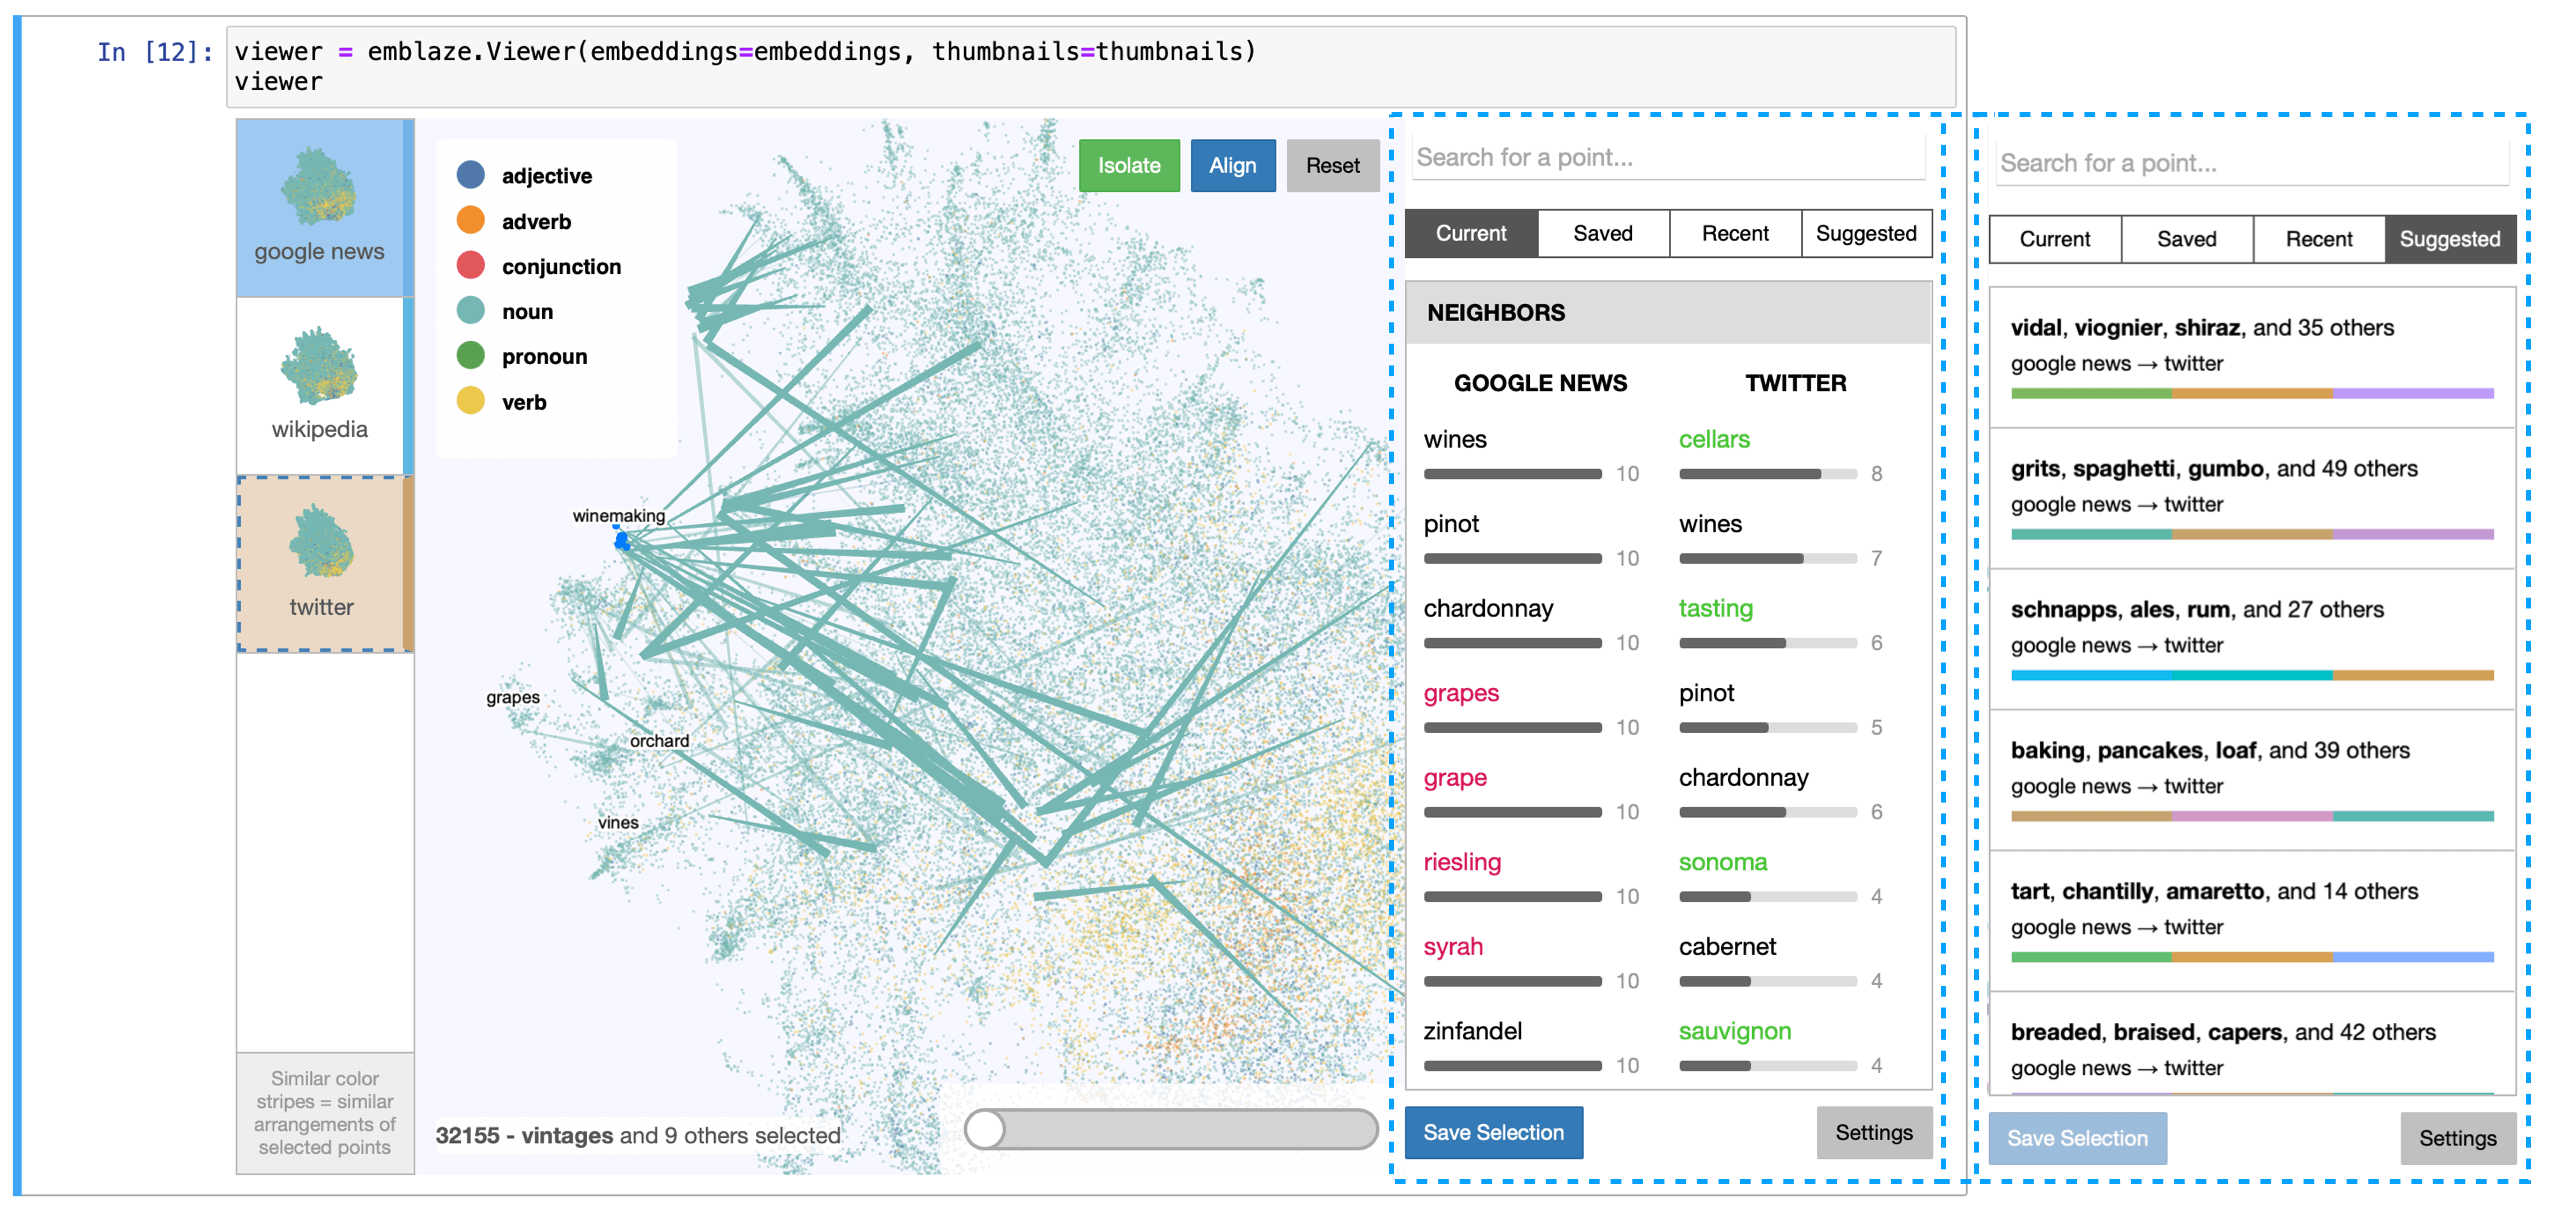 In [12]:
viewer = emblaze.Viewer(embeddings=embeddings, thumbnails=thumbnails)
viewer
google news
wikipedia
twitter
Similar color
stripes = similar
arrangements of
selected points
adjective
adverb
conjunction
noun
pronoun
verb
Isolate
Align
Reset
winemaking
grapes
orchard
vines
32155 - vintages and 9 others selected
Search for a point...
Current
Saved
Recent
Suggested
NEIGHBORS
GOOGLE NEWS
TWITTER
wines
10
cellars
8
pinot
10
wines
7
chardonnay
10
tasting
6
grapes
10
pinot
5
grape
10
chardonnay
6
riesling
10
sonoma
4
syrah
10
cabernet
4
zinfandel
10
sauvignon
4
Save Selection
Settings
Search for a point...
Current
Saved
Recent
Suggested
vidal, viognier, shiraz, and 35 others
google news → twitter
grits, spaghetti, gumbo, and 49 others
google news → twitter
schnapps, ales, rum, and 27 others
google news → twitter
baking, pancakes, loaf, and 39 others
google news → twitter
tart, chantilly, amaretto, and 14 others
google news → twitter
breaded, braised, capers, and 42 others
google news → twitter
Save Selection
Settings